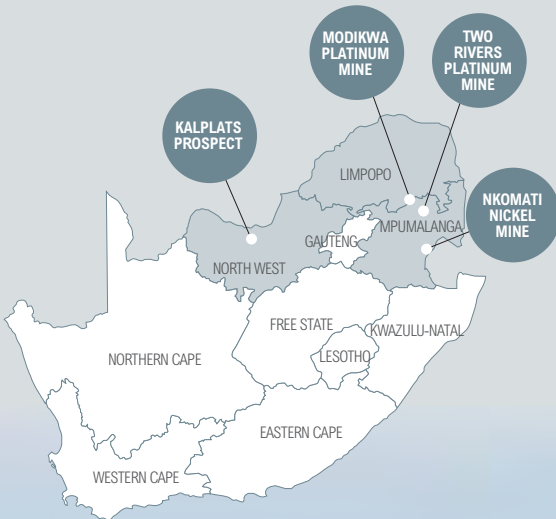 MODIKWA
PLATINUM
MINE
TWO
RIVERS
PLATINUM
MINE
KALPLATS
PROSPECT
NKOMATI
NICKEL
MINE
LIMPOPO
MPUMALANGA
GAUTENG
NORTH WEST
FREE STATE
KWAZULU-NATAL
LESOTHO
NORTHERN CAPE
EASTERN CAPE
WESTERN CAPE